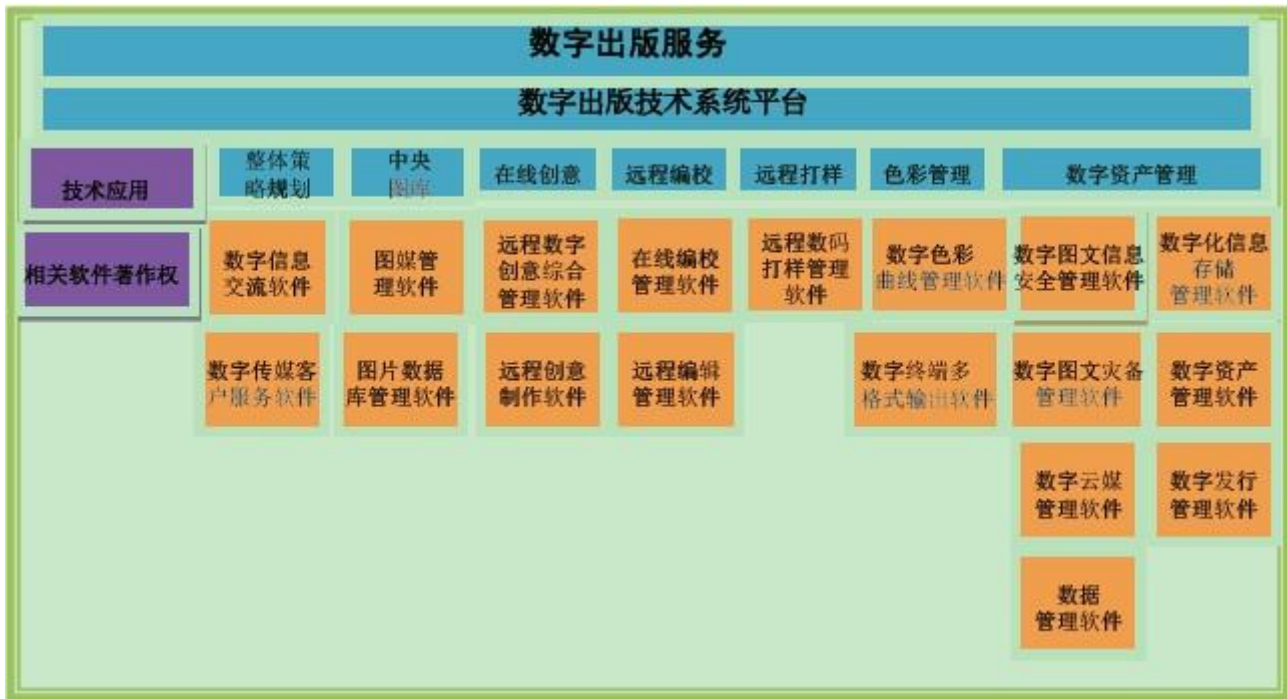 数字出版服务
数字出版技术系统平台
技术应用
整体策
略规划
中央
图库
在线创意
远程编校
远程打样
色彩管理
数字资产管理
相关软件著作权
数字信息
交流软件
图媒管
理软件
远程数字
创意综合
管理软件
在线编校
管理软件
远程数码
打样管理
软件
数字色彩
曲线管理软件
数字图文信息
安全管理软件
数字化信息
存储
管理软件
数字传媒客
户服务软件
图片数据
库管理软件
远程创意
制作软件
远程编辑
管理软件
数字终端多
格式输出软件
数字图文灾备
管理软件
数字资产
管理软件
数字云媒
管理软件
数字发行
管理软件
数据
管理软件